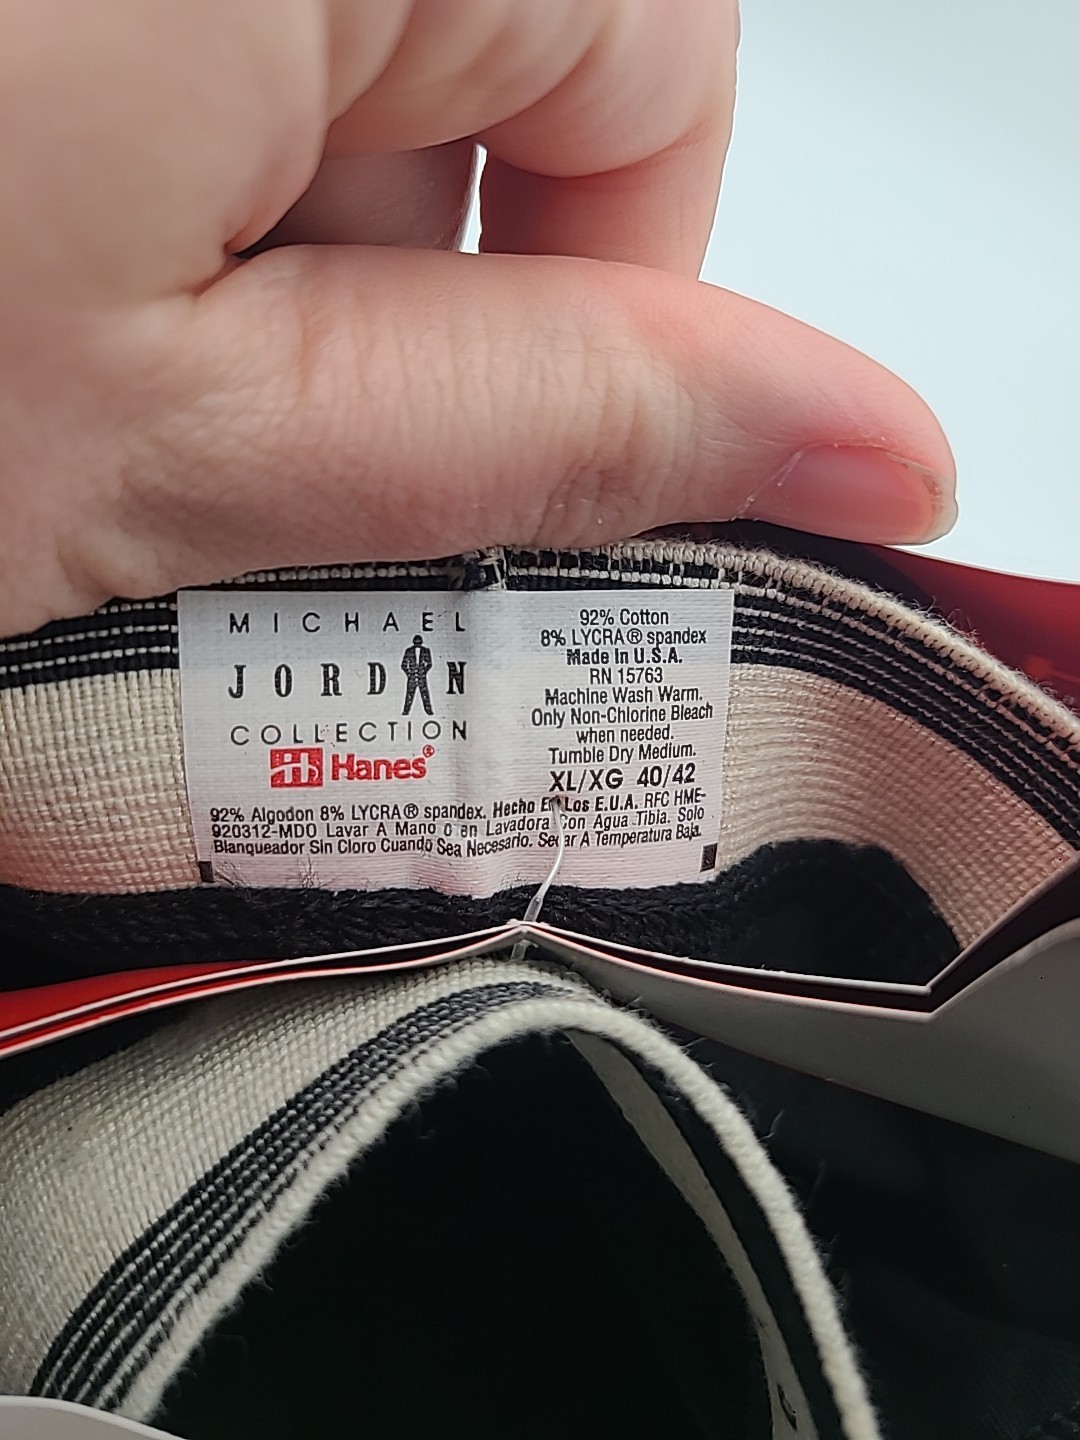 MICHAEL
JORDAN
COLLECTION
Hanes®
92% Cotton
8% LYCRA® spandex
Made In U.S.A.
RN 15763
Machine Wash Warm.
Only Non-Chlorine Bleach
when needed.
Tumble Dry Medium.
XL/XG 40/42
92% Algodon 8% LYCRA® spandex. Hecho En Los E.U.A. RFC HME-
920312-MD0 Lavar A Mano o en Lavadora Con Agua Tibia. Solo
Blanqueador Sin Cloro Cuando Sea Necesario. Secar A Temperatura Baja.